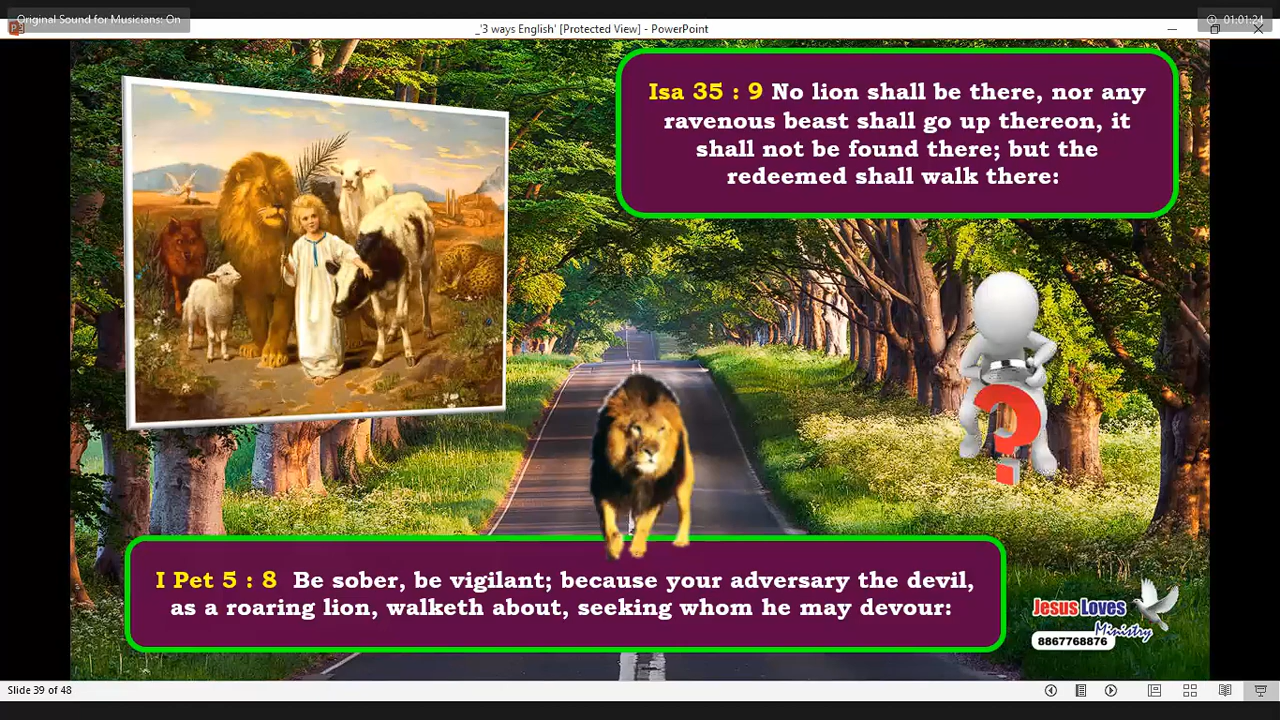 Original Sound for Musicians: On
01:01:24
_'3 ways English' [Protected View] - PowerPoint
Isa 35 : 9 No lion shall be there, nor any
ravenous beast shall go up thereon, it
shall not be found there; but the
redeemed shall walk there:
I Pet 5 : 8 Be sober, be vigilant; because your adversary the devil,
as a roaring lion, walketh about, seeking whom he may devour:
Jesus Loves
Ministry
8867768876
Slide 39 of 48